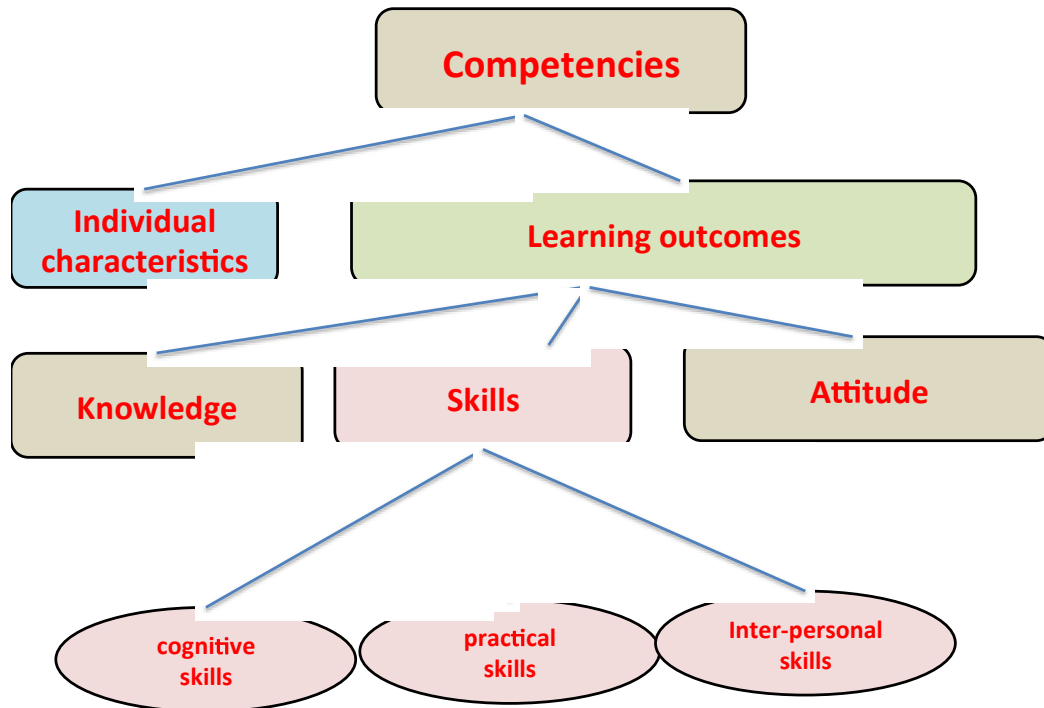 Competencies
Individual
characteristics
Learning outcomes
Knowledge
Skills
Attitude
cognitive
skills
practical
skills
Inter-personal
skills